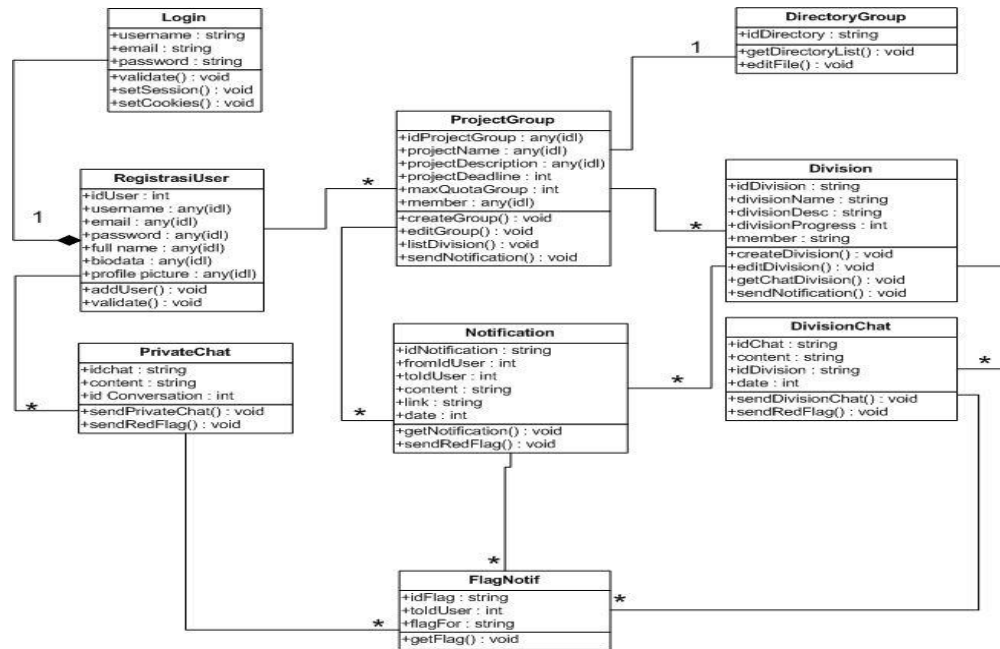 Login
+username : string
+email : string
+password : string
+validate() : void
+setSession() : void
+setCookies() : void
DirectoryGroup
+idDirectory : string
+getDirectoryList() : void
+editFile() : void
1
ProjectGroup
+idProjectGroup : any(idl)
+projectName : any(idl)
+projectDescription : any(idl)
+projectDeadline : int
+maxQuotaGroup : int
+member : any(idl)
+createGroup() : void
+editGroup() : void
+listDivision() : void
+sendNotification() : void
*
RegistrasiUser
+idUser : int
+username : any(idl)
+email : any(idl)
+password : any(idl)
+full name : any(idl)
+biodata : any(idl)
+profile picture : any(idl)
+addUser() : void
+validate() : void
1
Division
+idDivision : string
+divisionName : string
+divisionDesc : string
+divisionProgress : int
+member : string
+createDivision() : void
+editDivision() : void
+getChatDivision() : void
+sendNotification() : void
*
PrivateChat
+idchat : string
+content : string
+id Conversation : int
+sendPrivateChat() : void
+sendRedFlag() : void
*
Notification
+idNotification : string
+fromIdUser : int
+toIdUser : int
+content : string
+link : string
+date : int
+getNotification() : void
+sendRedFlag() : void
*
*
DivisionChat
+idChat : string
+content : string
+idDivision : string
+date : int
+sendDivisionChat() : void
+sendRedFlag() : void
*
FlagNotif
+idFlag : string
+toIdUser : int
+flagFor : string
+getFlag() : void
*
*
*